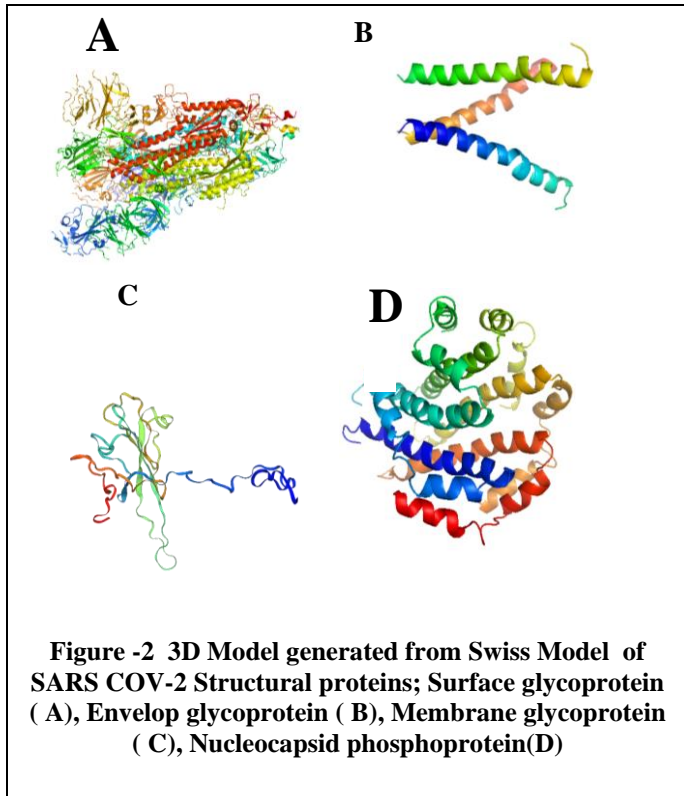 A
B
C
D
Figure -2 3D Model generated from Swiss Model of
SARS COV-2 Structural proteins; Surface glycoprotein
( A), Envelop glycoprotein ( B), Membrane glycoprotein
( C), Nucleocapsid phosphoprotein(D)